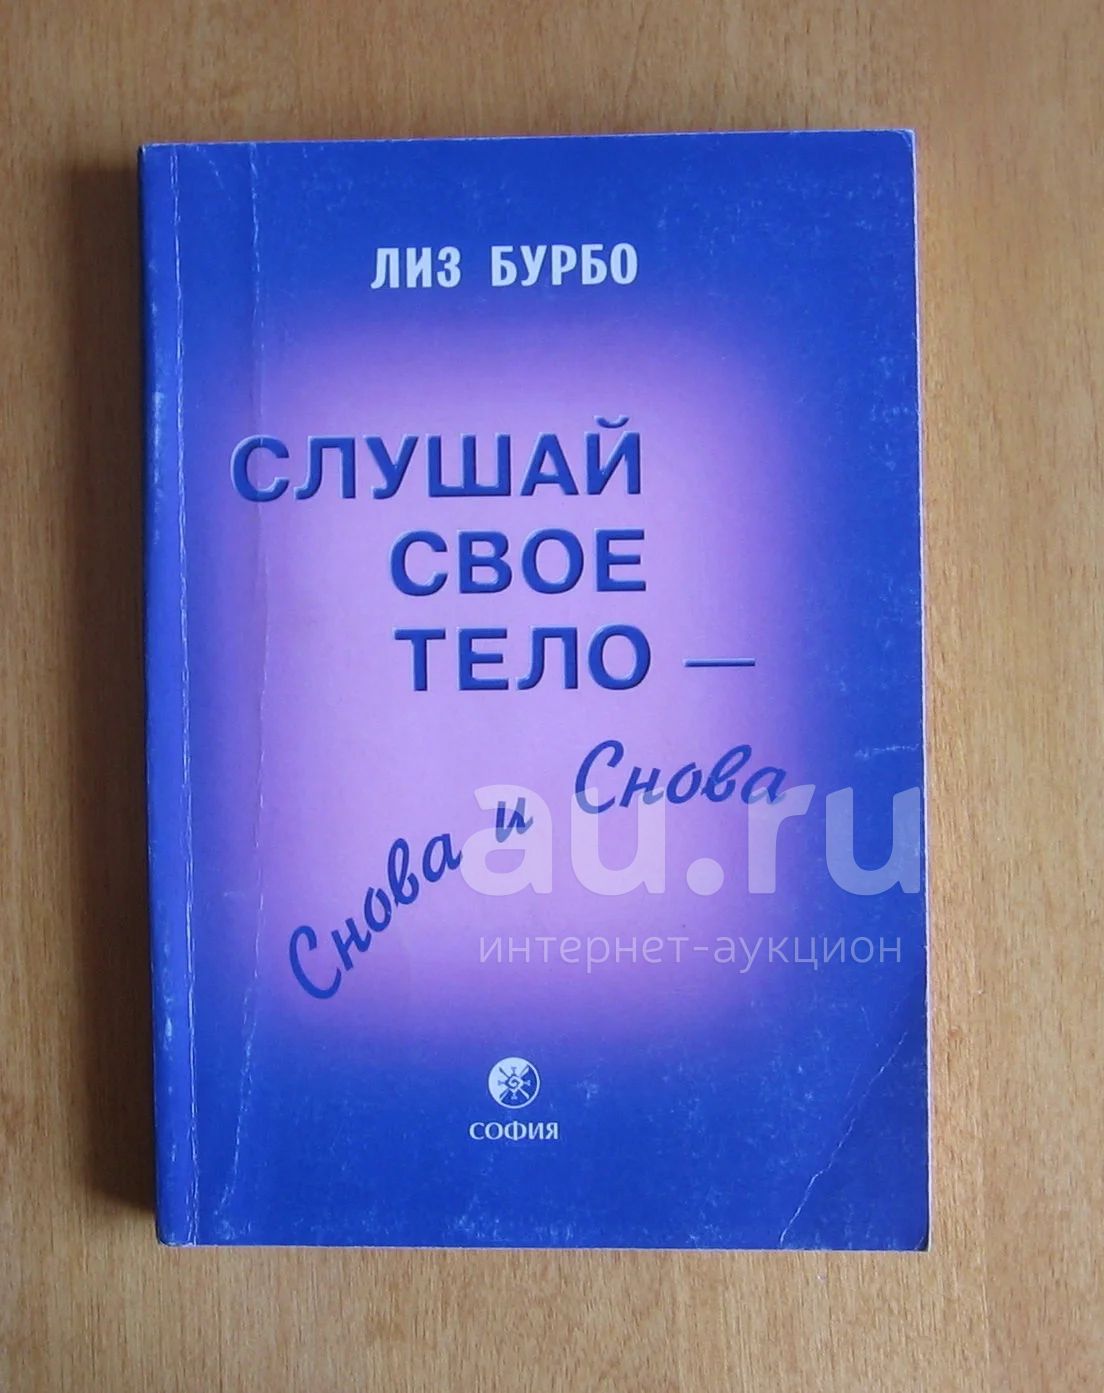 ЛИЗ БУРБО
СЛУШАЙ
СВОЕ
ТЕЛО —
Снова и Снова
au.ru
интернет-аукцион
СОФИЯ